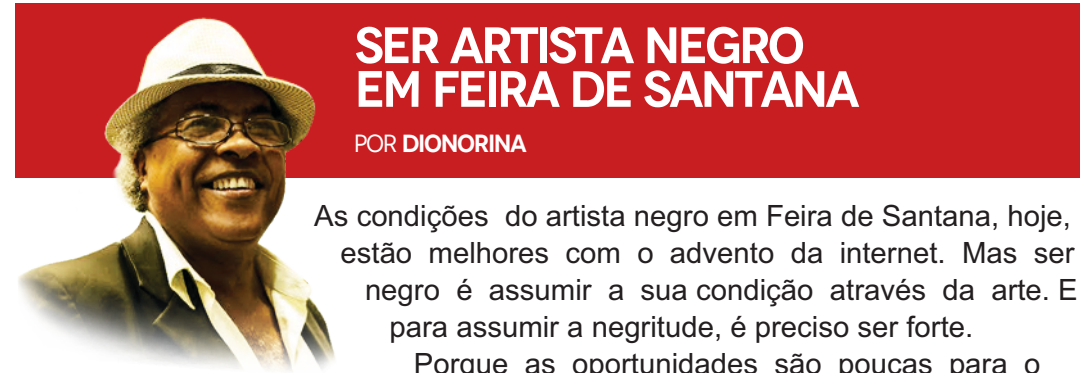 SER ARTISTA NEGRO
EM FEIRA DE SANTANA
POR DIONORINA
As condições do artista negro em Feira de Santana, hoje,
estão melhores com o advento da internet. Mas ser
negro é assumir a sua condição através da arte. E
para assumir a negritude, é preciso ser forte.
Porque as oportunidades são poucas para o